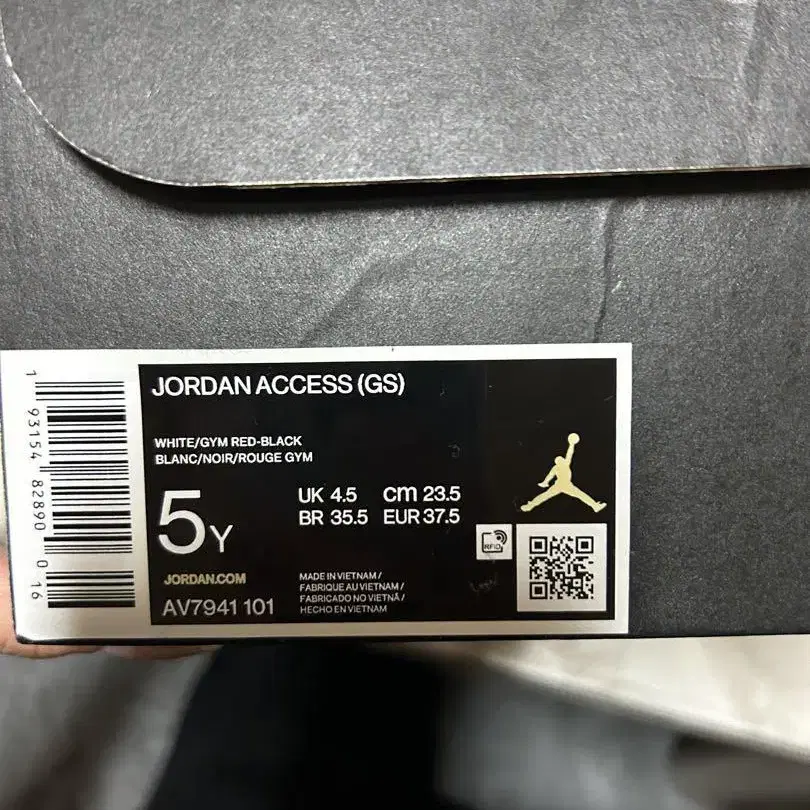 JORDAN ACCESS (GS)
WHITE/GYM RED-BLACK
BLANC/NOIR/ROUGE GYM
5Y
UK 4.5 cm 23.5
BR 35.5 EUR 37.5
RFID
JORDAN.COM
AV7941 101
MADE IN VIETNAM /
FABRIQUE AU VIETNAM /
FABRICADO NO VIETNÃ /
HECHO EN VIETNAM
1 93154 82890 0 16